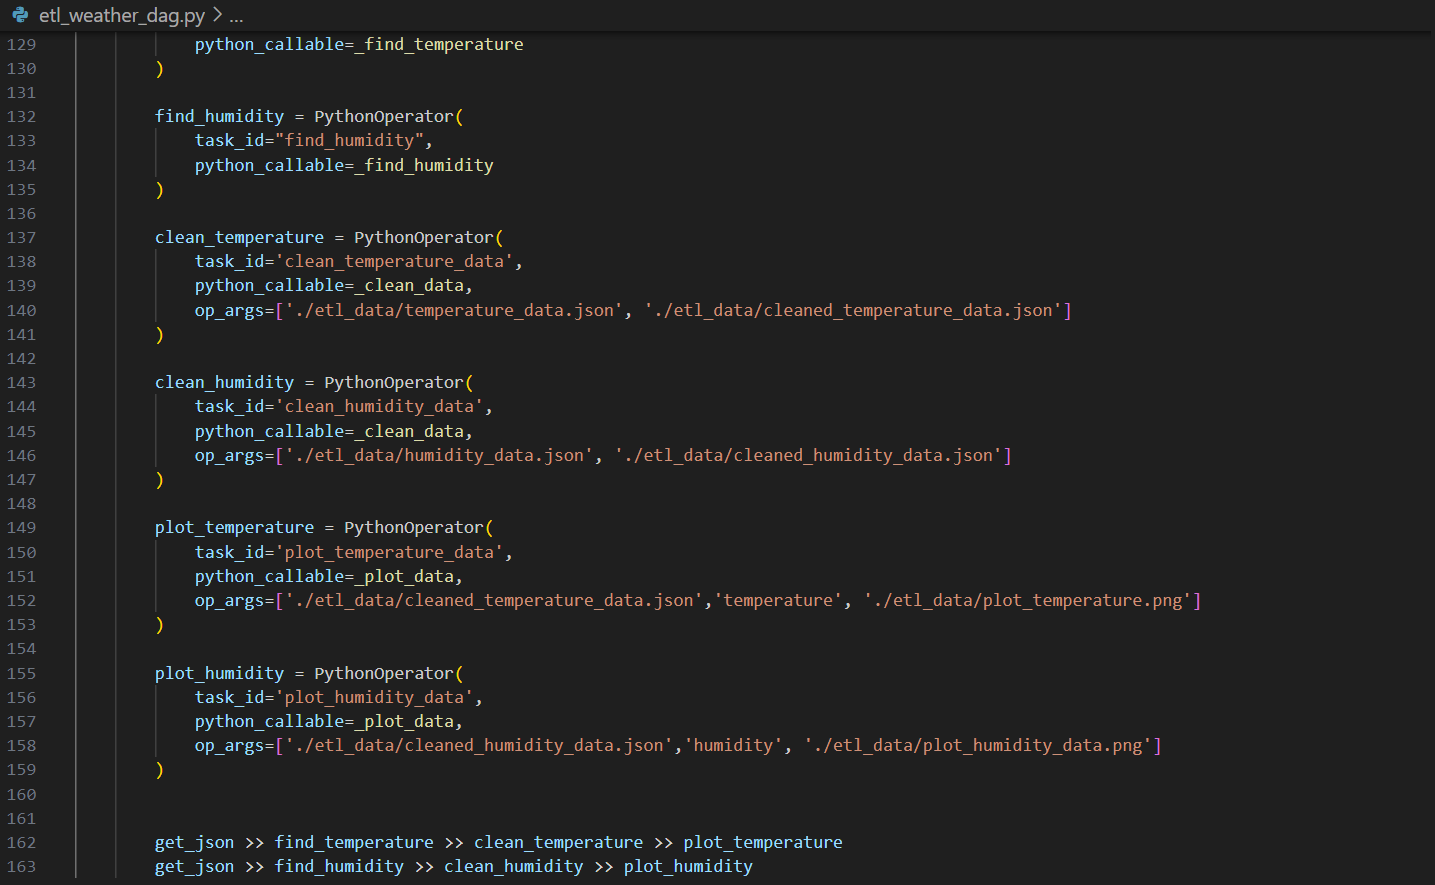 etl_weather_dag.py > ...
129 python_callable=_find_temperature
130 )
131
132 find_humidity = PythonOperator(
133 task_id="find_humidity",
134 python_callable=_find_humidity
135 )
136
137 clean_temperature = PythonOperator(
138 task_id='clean_temperature_data',
139 python_callable=_clean_data,
140 op_args=['./etl_data/temperature_data.json', './etl_data/cleaned_temperature_data.json']
141 )
142
143 clean_humidity = PythonOperator(
144 task_id='clean_humidity_data',
145 python_callable=_clean_data,
146 op_args=['./etl_data/humidity_data.json', './etl_data/cleaned_humidity_data.json']
147 )
148
149 plot_temperature = PythonOperator(
150 task_id='plot_temperature_data',
151 python_callable=_plot_data,
152 op_args=['./etl_data/cleaned_temperature_data.json','temperature', './etl_data/plot_temperature.png']
153 )
154
155 plot_humidity = PythonOperator(
156 task_id='plot_humidity_data',
157 python_callable=_plot_data,
158 op_args=['./etl_data/cleaned_humidity_data.json','humidity', './etl_data/plot_humidity_data.png']
159 )
160
161
162 get_json >> find_temperature >> clean_temperature >> plot_temperature
163 get_json >> find_humidity >> clean_humidity >> plot_humidity